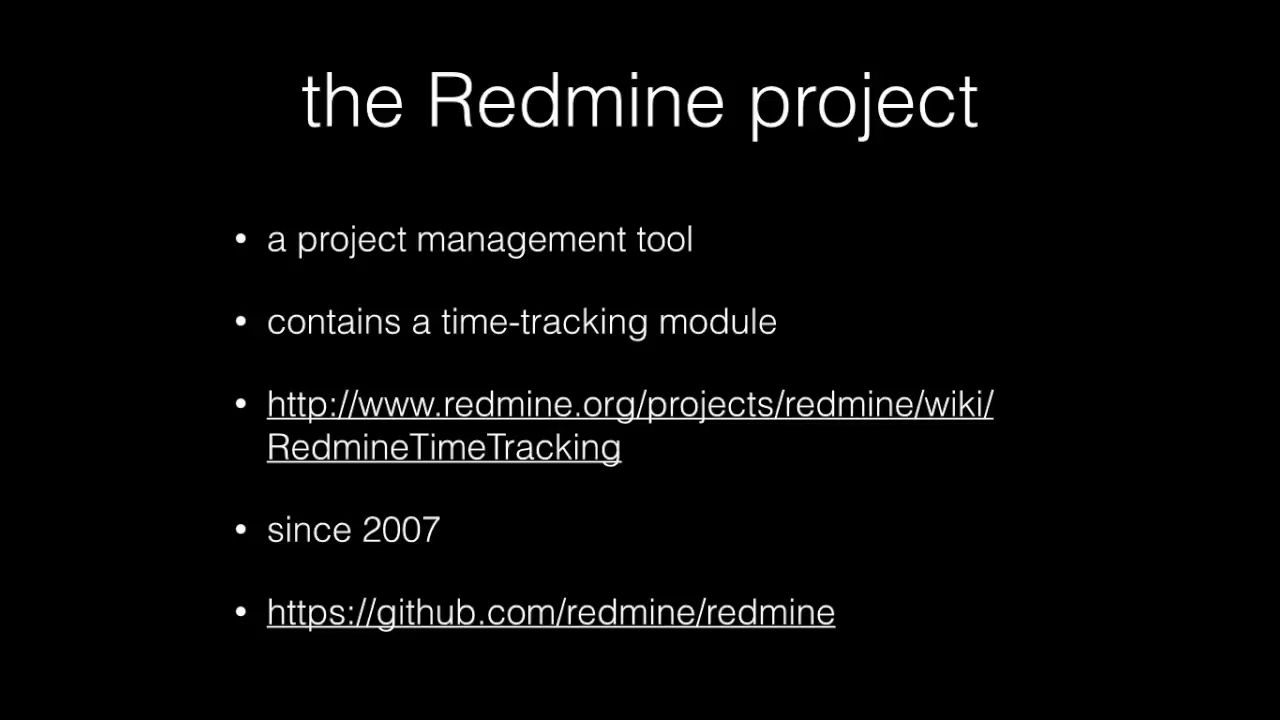 the Redmine project
• a project management tool
• contains a time-tracking module
• http://www.redmine.org/projects/redmine/wiki/
RedmineTimeTracking
• since 2007
• https://github.com/redmine/redmine